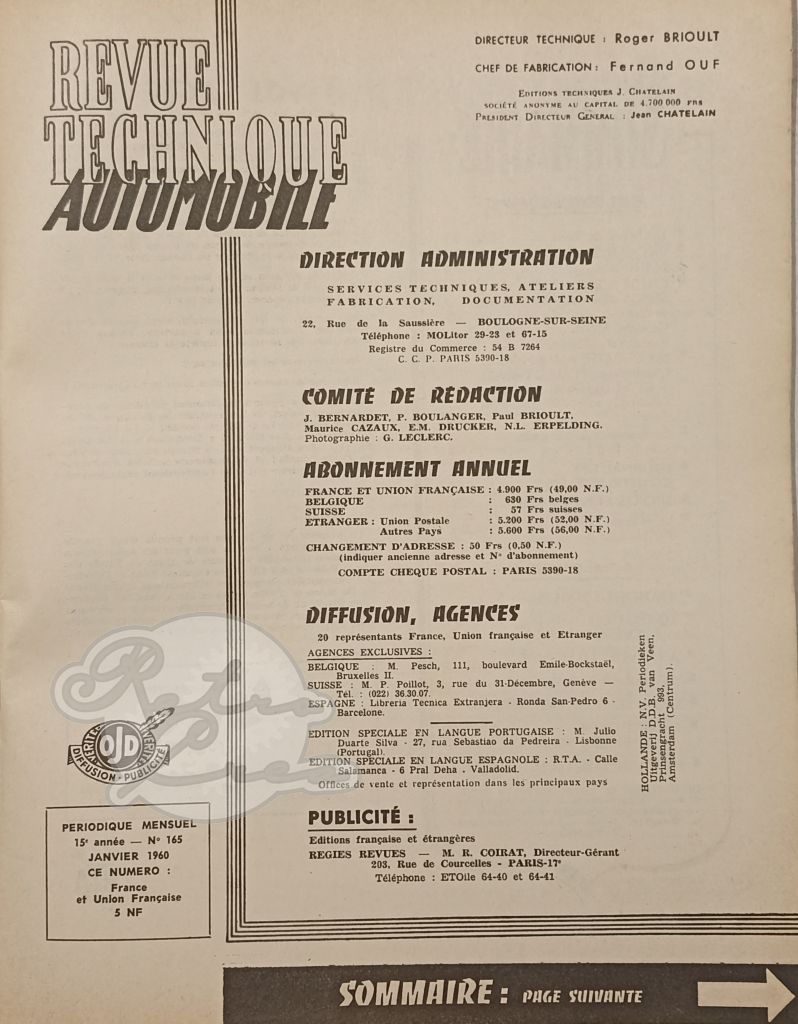 REVUE
TECHNIQUE
AUTOMOBILE
DIRECTEUR TECHNIQUE : Roger BRIOULT
CHEF DE FABRICATION : Fernand OUF
EDITIONS TECHNIQUES J. CHATELAIN
SOCIÉTÉ ANONYME AU CAPITAL DE 4.700 000 FRS
PRESIDENT DIRECTEUR GENERAL : Jean CHATELAIN
DIRECTION ADMINISTRATION
SERVICES TECHNIQUES, ATELIERS
FABRICATION, DOCUMENTATION
22, Rue de la Saussière — BOULOGNE-SUR-SEINE
Téléphone : MOLitor 29-23 et 67-15
Registre du Commerce : 54 B 7264
C. C. P. PARIS 5390-18
COMITÉ DE RÉDACTION
J. BERNARDET, P. BOULANGER, Paul BRIOULT,
Maurice CAZAUX, E.M. DRUCKER, N.L. ERPELDING.
Photographie : G. LECLERC.
ABONNEMENT ANNUEL
FRANCE ET UNION FRANÇAISE : 4.900 Frs (49,00 N.F.)
BELGIQUE : 630 Frs belges
SUISSE : 57 Frs suisses
ETRANGER : Union Postale : 5.200 Frs (52,00 N.F.)
Autres Pays : 5.600 Frs (56,00 N.F.)
CHANGEMENT D'ADRESSE : 50 Frs (0,50 N.F.)
(indiquer ancienne adresse et N° d'abonnement)
COMPTE CHEQUE POSTAL : PARIS 5390-18
DIFFUSION, AGENCES
20 représentants France, Union française et Etranger
AGENCES EXCLUSIVES :
BELGIQUE : M. Pesch, 111, boulevard Emile-Bockstaël,
Bruxelles II.
SUISSE : M. P. Poillot, 3, rue du 31-Décembre, Genève —
Tél. : (022) 36.30.07.
ESPAGNE : Libreria Tecnica Extranjera - Ronda San-Pedro 6 -
Barcelone.
EDITION SPECIALE EN LANGUE PORTUGAISE : M. Julio
Duarte Silva - 27, rua Sebastiao da Pedreira - Lisbonne
(Portugal).
EDITION SPECIALE EN LANGUE ESPAGNOLE : R.T.A. - Calle
Salamanca - 6 Pral Deha - Valladolid.
Offices de vente et représentation dans les principaux pays
HOLLANDE : N.V. Periodieken
Uitgeverij D.D.B. van Veen,
Prinsengracht 993,
Amsterdam (Centrum).
PUBLICITÉ :
Editions française et étrangères
REGIES REVUES — M. R. COIRAT, Directeur-Gérant
203, Rue de Courcelles - PARIS-17e
Téléphone : ETOile 64-40 et 64-41
Retro
OJD
DIFFUSION - PUBLICITÉ
PERIODIQUE MENSUEL
15e année — N° 165
JANVIER 1960
CE NUMERO :
France
et Union Française
5 NF
SOMMAIRE : PAGE SUIVANTE